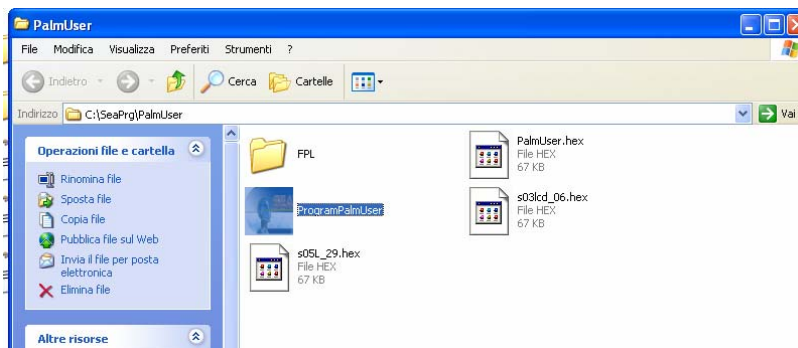 PalmUser
File Modifica Visualizza Preferiti Strumenti ?
Indietro Cerca Cartelle
Indirizzo C:\SeaPrg\PalmUser Vai
Operazioni file e cartella
Rinomina file
Sposta file
Copia file
Pubblica file sul Web
Invia il file per posta
elettronica
Elimina file
Altre risorse
FPL
ProgramPalmUser
s05L_29.hex
File HEX
67 KB
PalmUser.hex
File HEX
67 KB
s03lcd_06.hex
File HEX
67 KB